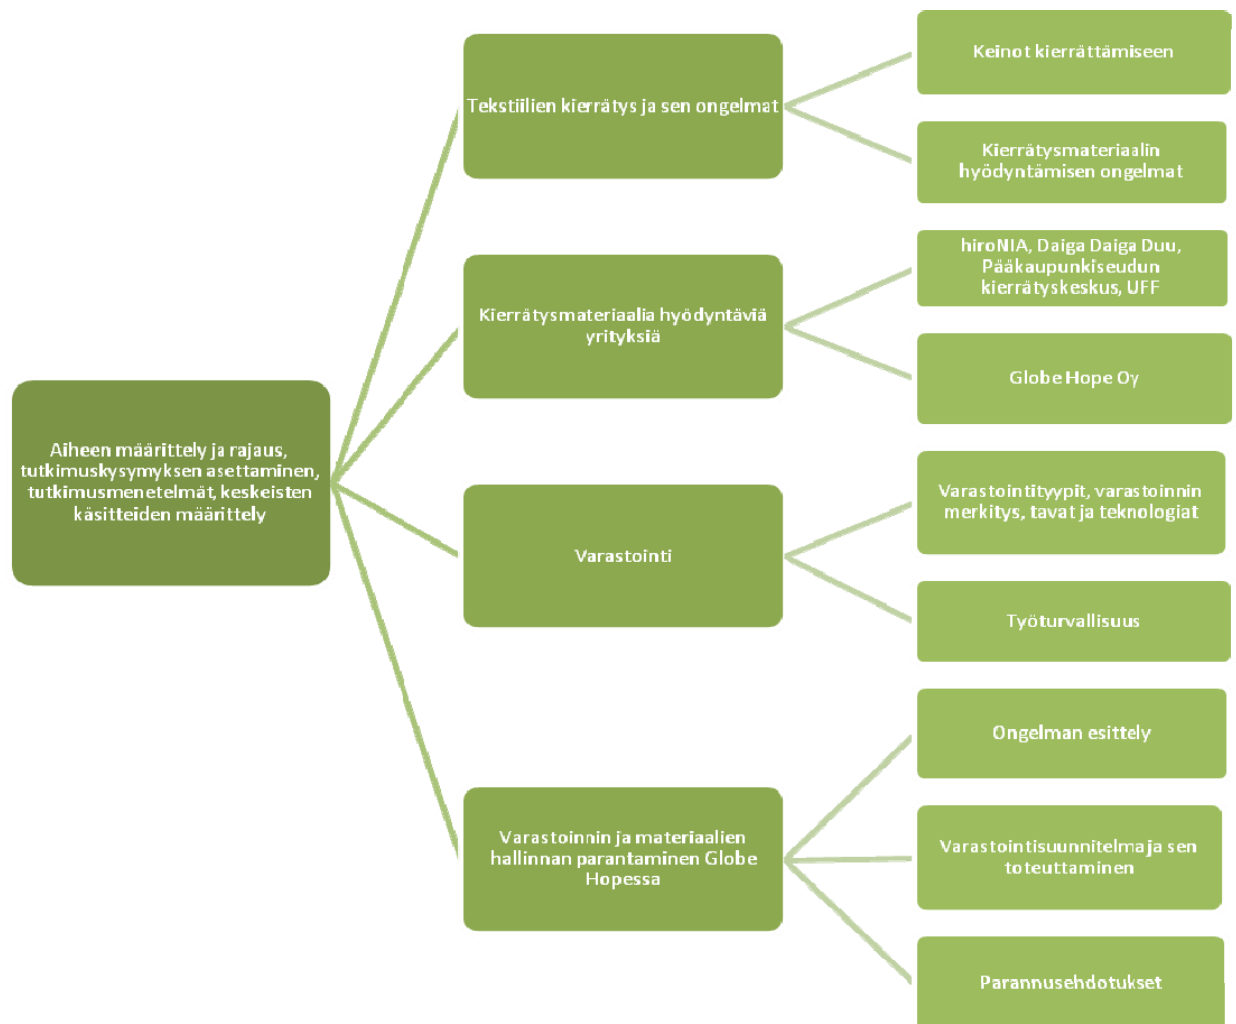 Aiheen määrittely ja rajaus,
tutkimuskysymyksen asettaminen,
tutkimusmenetelmät, keskeisten
käsitteiden määrittely
Tekstiilien kierrätys ja sen ongelmat
Keinot kierrättämiseen
Kierrätysmateriaalin
hyödyntämisen ongelmat
Kierrätysmateriaalia hyödyntäviä
yrityksiä
hiroNIA, Daiga Daiga Duu,
Pääkaupunkiseudun
kierrätyskeskus, UFF
Globe Hope Oy
Varastointi
Varastointityypit, varastoinnin
merkitys, tavat ja teknologiat
Työturvallisuus
Varastoinnin ja materiaalien
hallinnan parantaminen Globe
Hopessa
Ongelman esittely
Varastointisuunnitelma ja sen
toteuttaminen
Parannusehdotukset